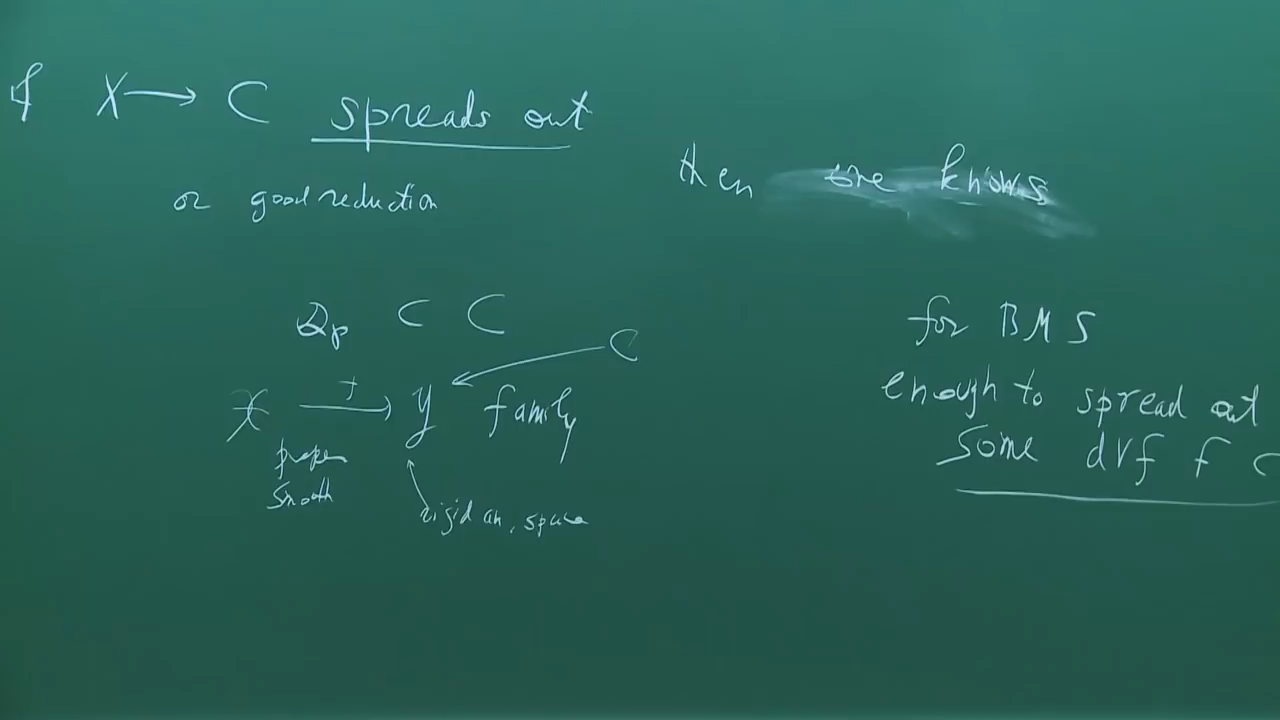 If X → C spreads out
or good reduction
then one knows
Qp ⊂ C
C
X →f Y family
proper
smooth
rigid an. space
for BMS
enough to spread out
some dvf F C